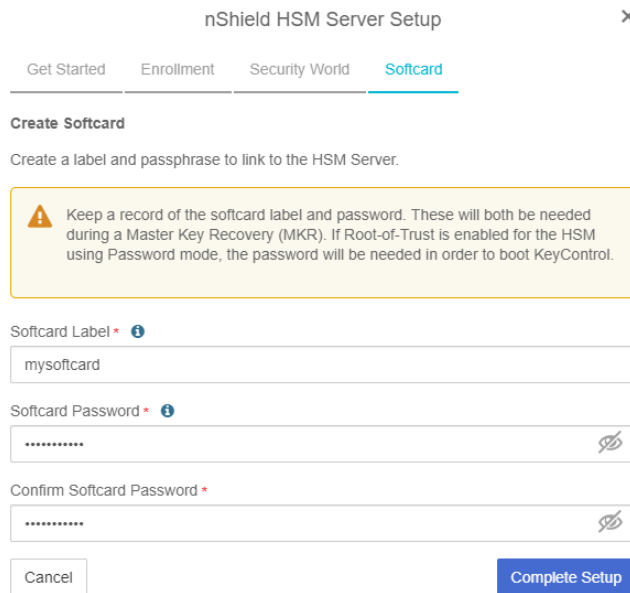 nShield HSM Server Setup
Get Started Enrollment Security World Softcard
Create Softcard
Create a label and passphrase to link to the HSM Server.
Keep a record of the softcard label and password. These will both be needed
during a Master Key Recovery (MKR). If Root-of-Trust is enabled for the HSM
using Password mode, the password will be needed in order to boot KeyControl.
Softcard Label *
mysoftcard
Softcard Password *
•••••••••••
Confirm Softcard Password *
•••••••••••
Cancel Complete Setup